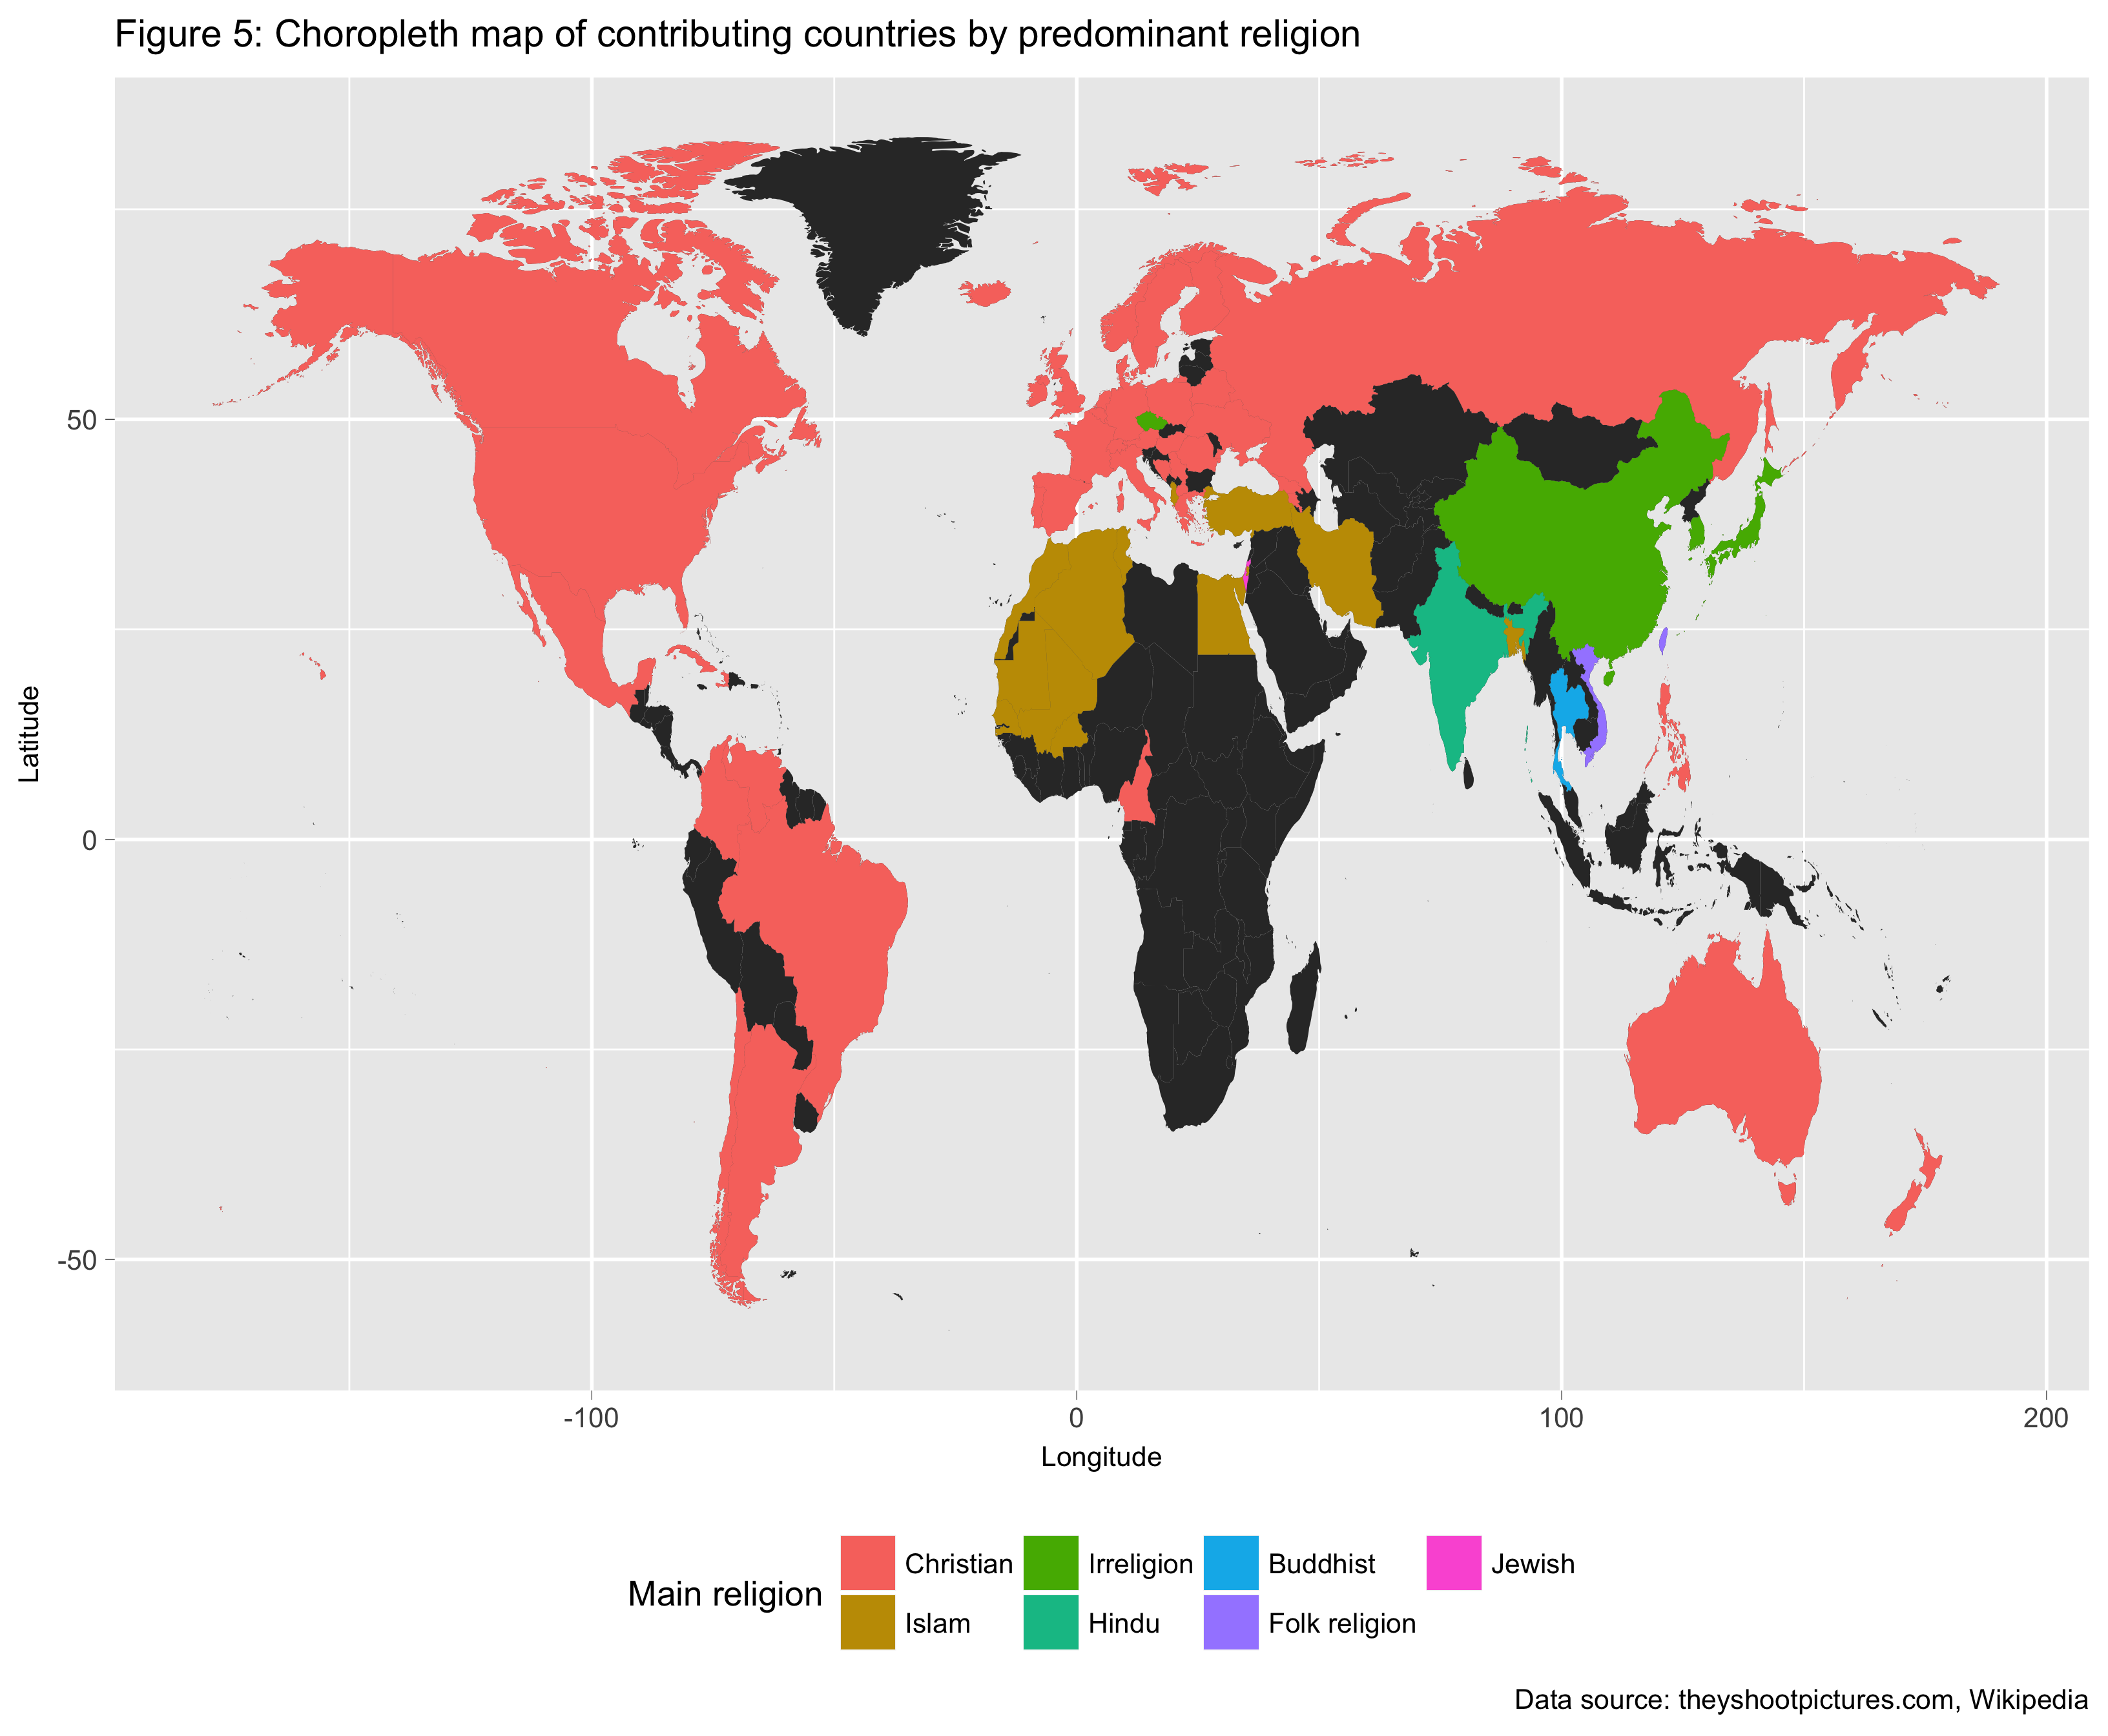 Figure 5: Choropleth map of contributing countries by predominant religion
Latitude
50
0
-50
-100
0
100
200
Longitude
Main religion
Christian
Irreligion
Buddhist
Jewish
Islam
Hindu
Folk religion
Data source: theyshootpictures.com, Wikipedia